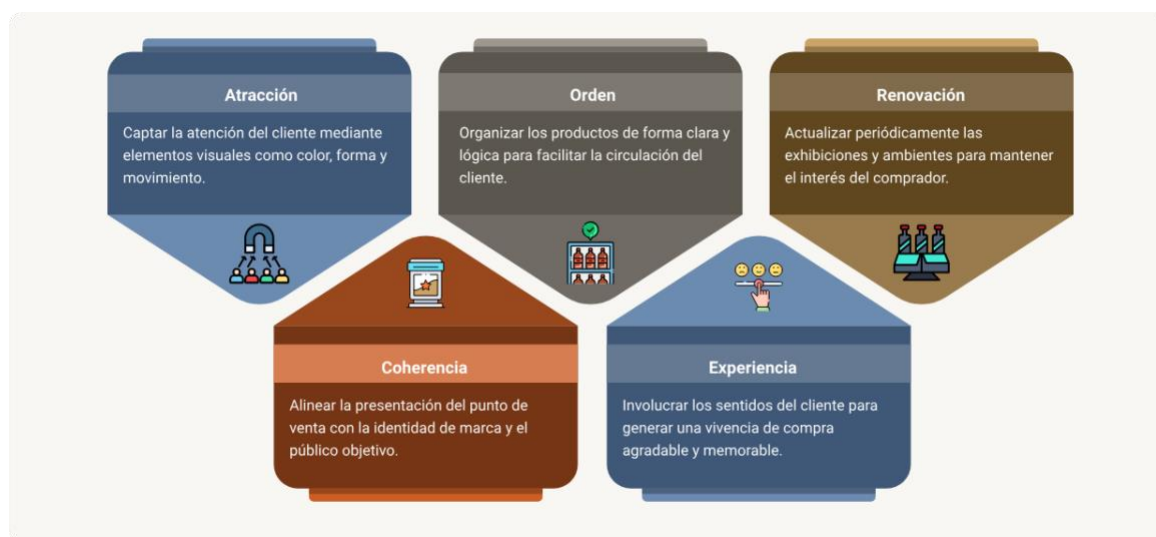 Atracción
Captar la atención del cliente mediante
elementos visuales como color, forma y
movimiento.
Orden
Organizar los productos de forma clara y
lógica para facilitar la circulación del
cliente.
Renovación
Actualizar periódicamente las
exhibiciones y ambientes para mantener
el interés del comprador.
Coherencia
Alinear la presentación del punto de
venta con la identidad de marca y el
público objetivo.
Experiencia
Involucrar los sentidos del cliente para
generar una vivencia de compra
agradable y memorable.